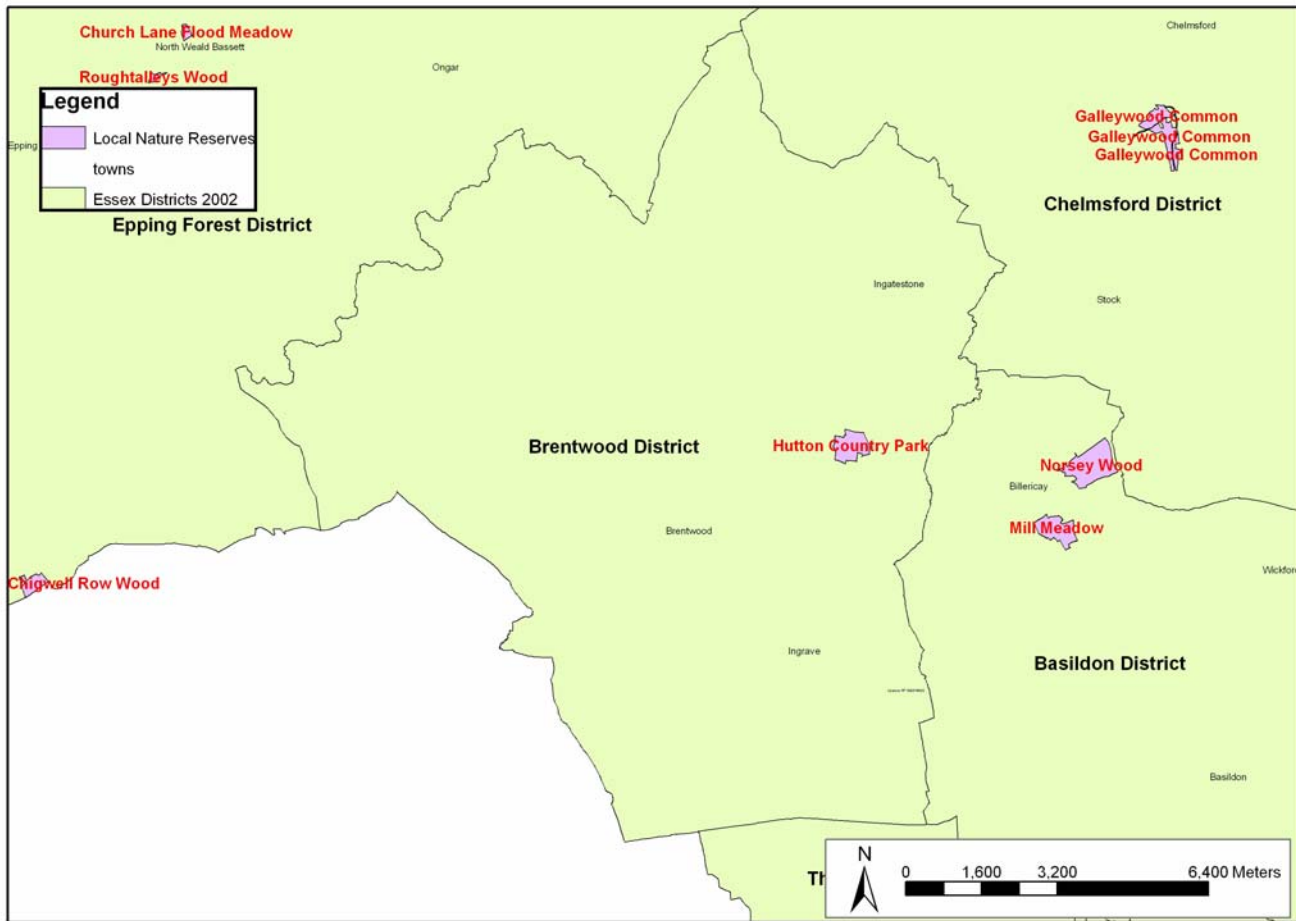 Church Lane Flood Meadow
North Weald Bassett
Chelmsford
Ongar
Roughtalleys Wood
Legend
Local Nature Reserves
towns
Essex Districts 2002
Epping
Epping Forest District
Galleywood Common
Galleywood Common
Galleywood Common
Chelmsford District
Ingatestone
Stock
Brentwood District
Hutton Country Park
Norsey Wood
Billericay
Mill Meadow
Brentwood
Wickford
Chigwell Row Wood
Ingrave
Basildon District
Basildon
Th
N
0 1,600 3,200 6,400 Meters